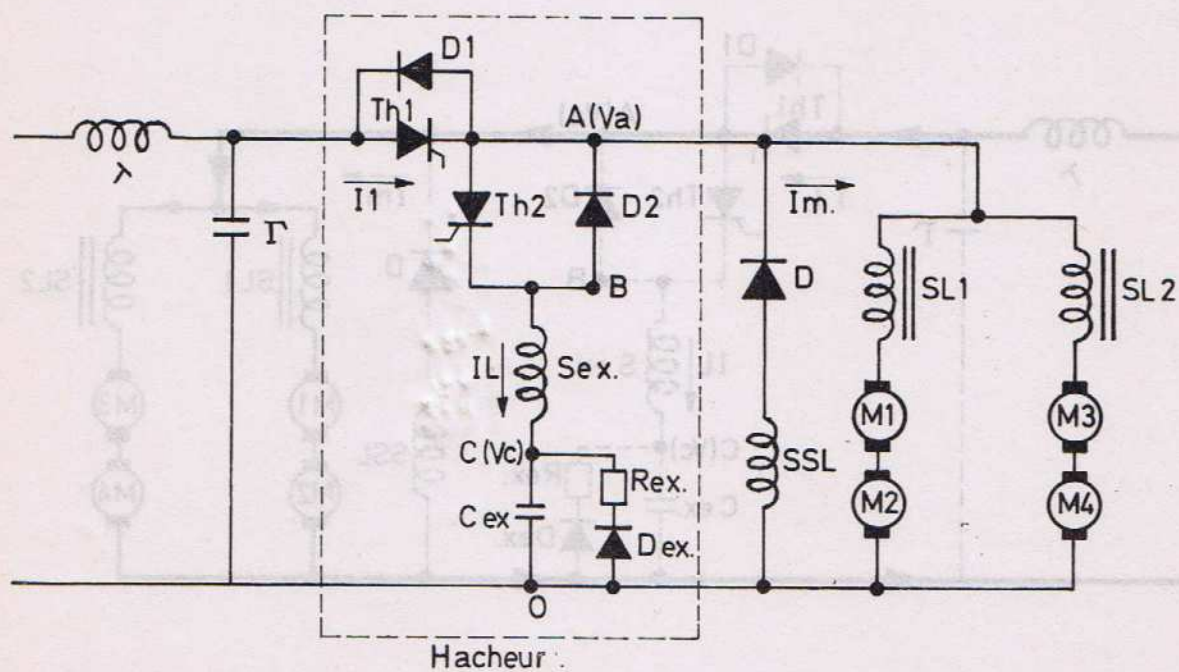 D1
Th1
A(Va)
λ
I1
Im.
Th2
D2
Γ
B
D
SL1
SL2
IL
Sex.
M1
M3
C(Vc)
SSL
Rex.
Cex
M2
M4
Dex.
O
Hacheur